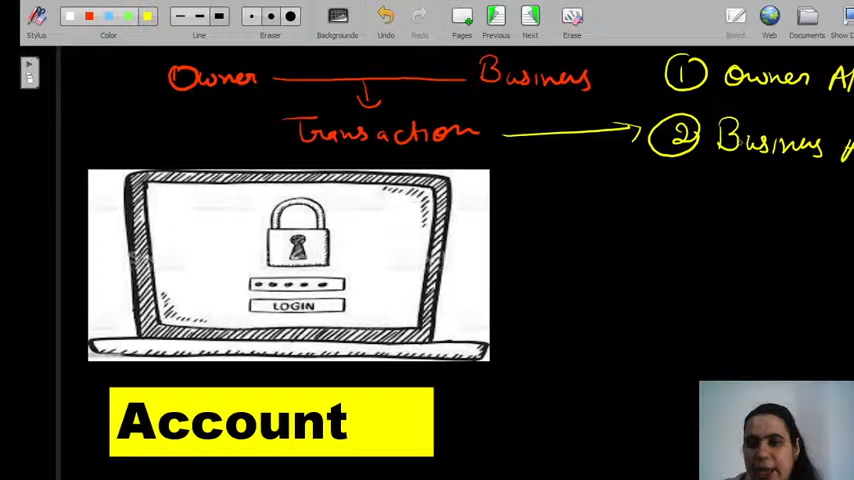 Stylus
Color
Line
Eraser
Backgrounds
Undo
Redo
Pages
Previous
Next
Erase
Board
Web
Documents
Show D
Owner Business
Transaction
1 Owner A
2 Business
LOGIN
Account